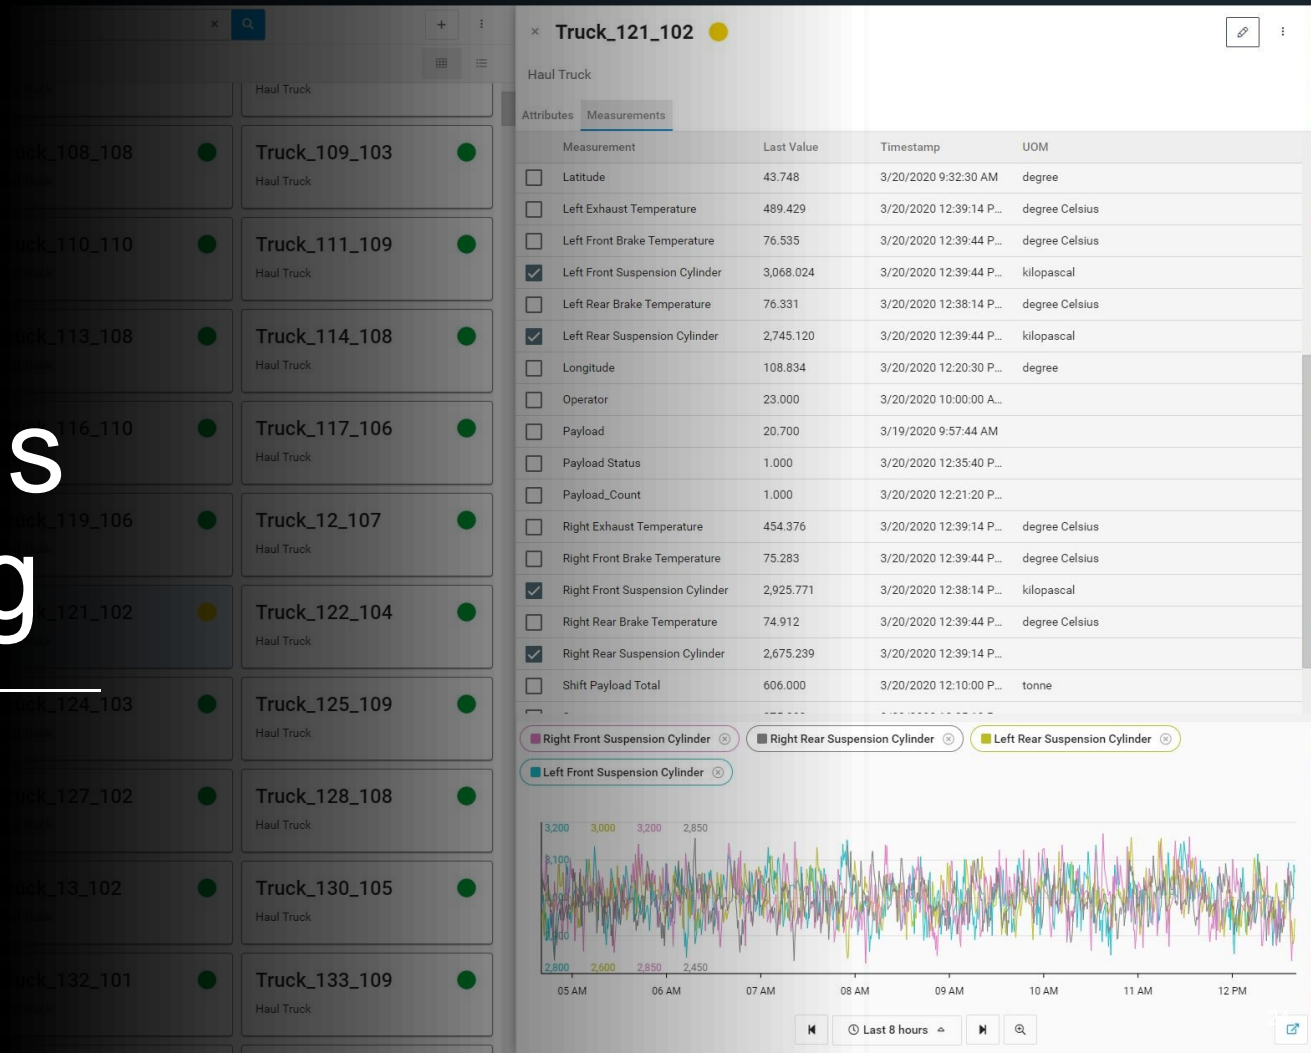 Truck_121_102
Haul Truck
Attributes Measurements
Measurement Last Value Timestamp UOM
Latitude 43.748 3/20/2020 9:32:30 AM degree
Left Exhaust Temperature 489.429 3/20/2020 12:39:14 P... degree Celsius
Left Front Brake Temperature 76.535 3/20/2020 12:39:44 P... degree Celsius
Left Front Suspension Cylinder 3,068.024 3/20/2020 12:39:44 P... kilopascal
Left Rear Brake Temperature 76.331 3/20/2020 12:38:14 P... degree Celsius
Left Rear Suspension Cylinder 2,745.120 3/20/2020 12:39:44 P... kilopascal
Longitude 108.834 3/20/2020 12:20:30 P... degree
Operator 23.000 3/20/2020 10:00:00 A...
Payload 20.700 3/19/2020 9:57:44 AM
Payload Status 1.000 3/20/2020 12:35:40 P...
Payload_Count 1.000 3/20/2020 12:21:20 P...
Right Exhaust Temperature 454.376 3/20/2020 12:39:14 P... degree Celsius
Right Front Brake Temperature 75.283 3/20/2020 12:39:44 P... degree Celsius
Right Front Suspension Cylinder 2,925.771 3/20/2020 12:38:14 P... kilopascal
Right Rear Brake Temperature 74.912 3/20/2020 12:39:44 P... degree Celsius
Right Rear Suspension Cylinder 2,675.239 3/20/2020 12:39:14 P...
Shift Payload Total 606.000 3/20/2020 12:10:00 P... tonne
Right Front Suspension Cylinder Right Rear Suspension Cylinder Left Rear Suspension Cylinder
Left Front Suspension Cylinder
3,200 3,000 3,200 2,850
3,100
2,900
2,800 2,600 2,850 2,450
05 AM 06 AM 07 AM 08 AM 09 AM 10 AM 11 AM 12 PM
Last 8 hours
Haul Truck
108_108 Truck_109_103
Haul Truck
110_110 Truck_111_109
Haul Truck
113_108 Truck_114_108
Haul Truck
116_110 Truck_117_106
Haul Truck
119_106 Truck_12_107
Haul Truck
121_102 Truck_122_104
Haul Truck
124_103 Truck_125_109
Haul Truck
127_102 Truck_128_108
Haul Truck
13_102 Truck_130_105
Haul Truck
132_101 Truck_133_109
Haul Truck
s
g